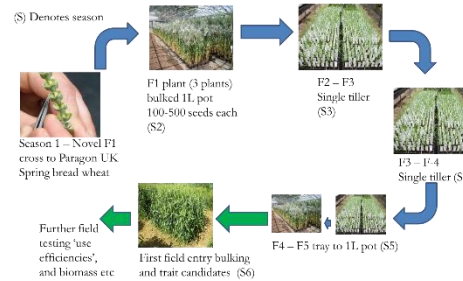 (S) Denotes season
F1 plant (3 plants)
bulked 1L pot
100-500 seeds each
(S2)
F2 – F3
Single tiller
(S3)
Season 1 – Novel F1
cross to Paragon UK
Spring bread wheat
F3 – F-4
Single tiller (S
F4 – F5 tray to 1L pot (S5)
First field entry bulking
and trait candidates (S6)
Further field
testing ‘use
efficiencies’,
and biomass etc